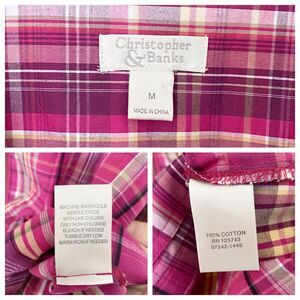 Christopher
& Banks
M
MADE IN CHINA
MACHINE WASH COLD
GENTLE CYCLE
WITH LIKE COLORS
ONLY NON-CHLORINE
BLEACH IF NEEDED
TUMBLE DRY LOW
WARM IRON IF NEEDED
100% COTTON
RN 125743
07242-1445